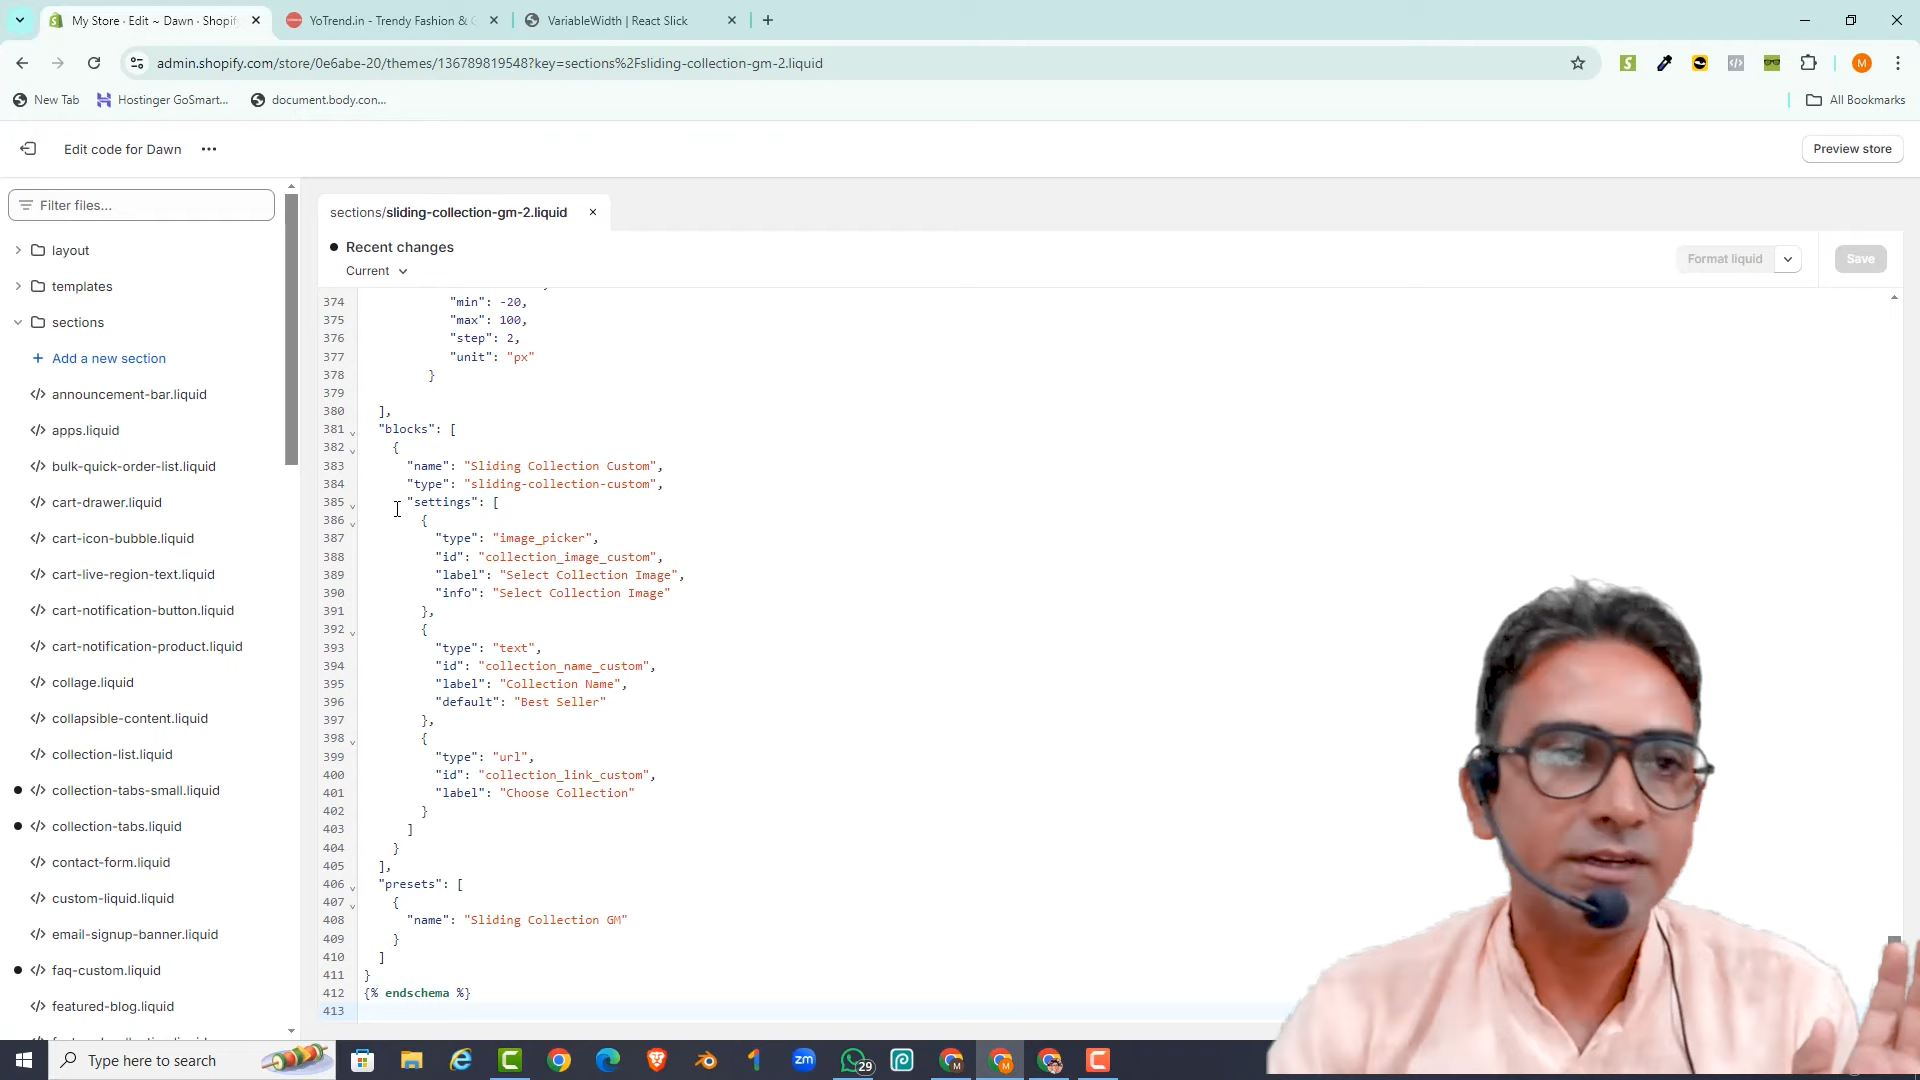 My Store · Edit ~ Dawn · Shopif
YoTrend.in - Trendy Fashion &
VariableWidth | React Slick
admin.shopify.com/store/0e6abe-20/themes/136789819548?key=sections%2Fsliding-collection-gm-2.liquid
M
New Tab
Hostinger GoSmart...
document.body.con...
All Bookmarks
Edit code for Dawn
Preview store
Filter files...
sections/sliding-collection-gm-2.liquid
Recent changes
Current
Format liquid
Save
layout
templates
sections
Add a new section
announcement-bar.liquid
apps.liquid
bulk-quick-order-list.liquid
cart-drawer.liquid
cart-icon-bubble.liquid
cart-live-region-text.liquid
cart-notification-button.liquid
cart-notification-product.liquid
collage.liquid
collapsible-content.liquid
collection-list.liquid
collection-tabs-small.liquid
collection-tabs.liquid
contact-form.liquid
custom-liquid.liquid
email-signup-banner.liquid
faq-custom.liquid
featured-blog.liquid
374 "min": -20,
375 "max": 100,
376 "step": 2,
377 "unit": "px"
378 }
379
380 ],
381 "blocks": [
382 {
383 "name": "Sliding Collection Custom",
384 "type": "sliding-collection-custom",
385 "settings": [
386 {
387 "type": "image_picker",
388 "id": "collection_image_custom",
389 "label": "Select Collection Image",
390 "info": "Select Collection Image"
391 },
392 {
393 "type": "text",
394 "id": "collection_name_custom",
395 "label": "Collection Name",
396 "default": "Best Seller"
397 },
398 {
399 "type": "url",
400 "id": "collection_link_custom",
401 "label": "Choose Collection"
402 }
403 ]
404 }
405 ],
406 "presets": [
407 {
408 "name": "Sliding Collection GM"
409 }
410 ]
411 }
412 {% endschema %}
413
Type here to search
zm
29
M
M